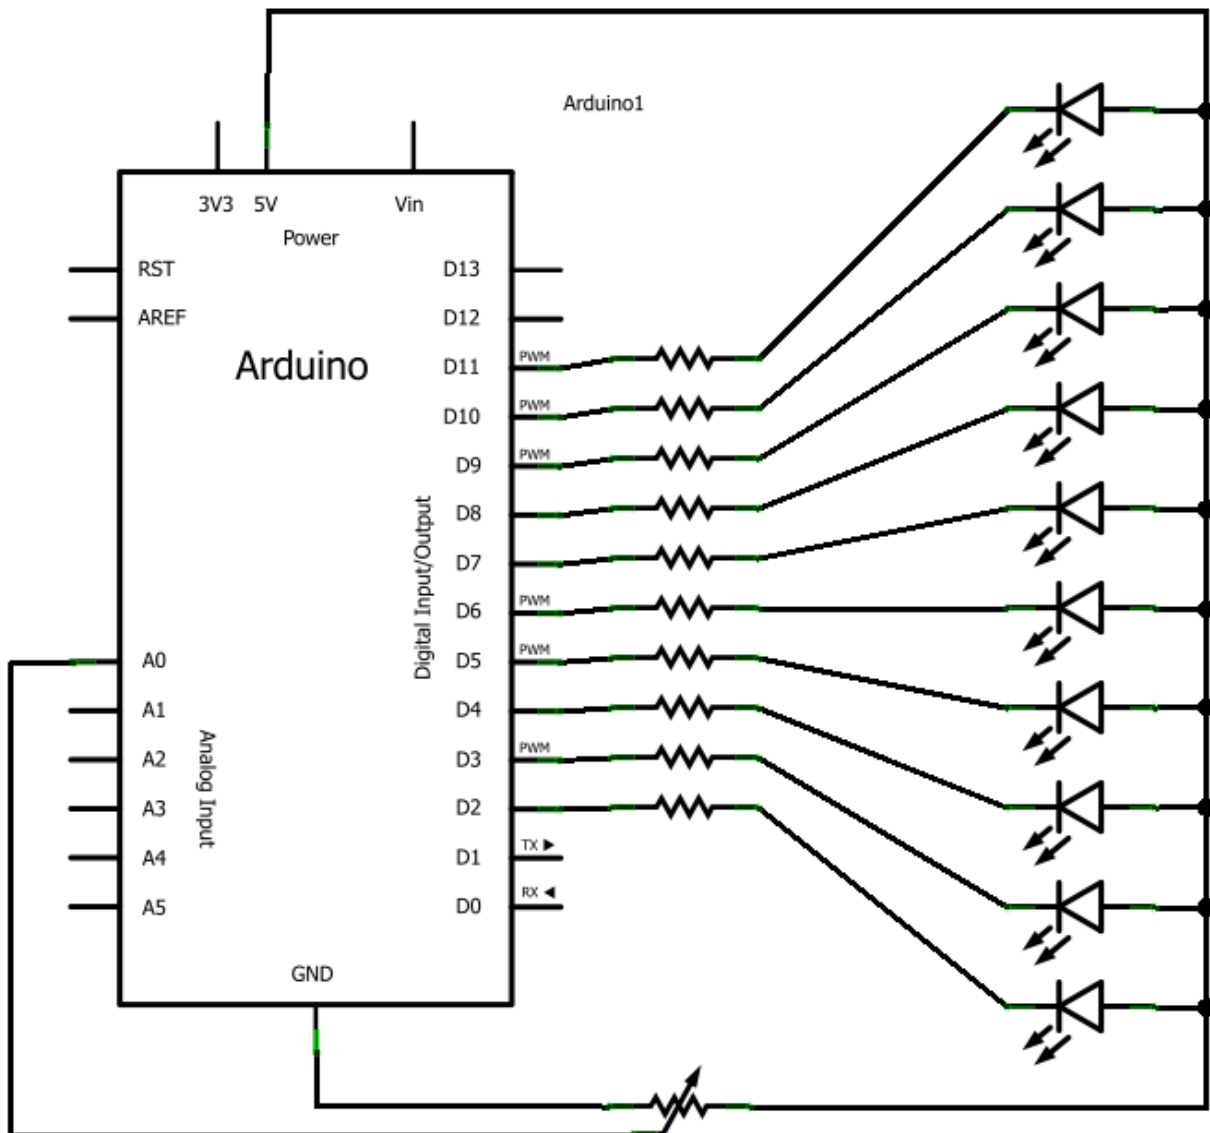 Arduino1
3V3 5V Vin
Power
RST D13
AREF D12
Arduino
D11 PWM
D10 PWM
D9 PWM
D8
D7
D6 PWM
Digital Input/Output
A0 D5 PWM
A1 D4
A2 D3 PWM
Analog Input
A3 D2
A4 D1 TX
A5 D0 RX
GND